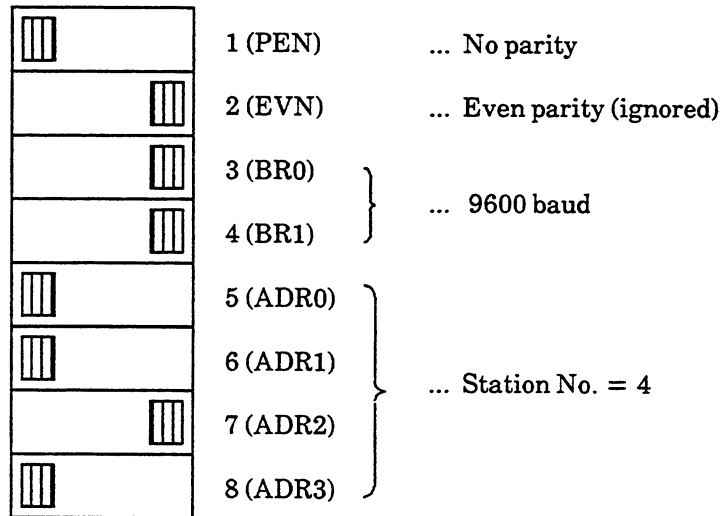 1 (PEN) ... No parity
2 (EVN) ... Even parity (ignored)
3 (BR0)
... 9600 baud
4 (BR1)
5 (ADR0)
6 (ADR1)
... Station No. = 4
7 (ADR2)
8 (ADR3)